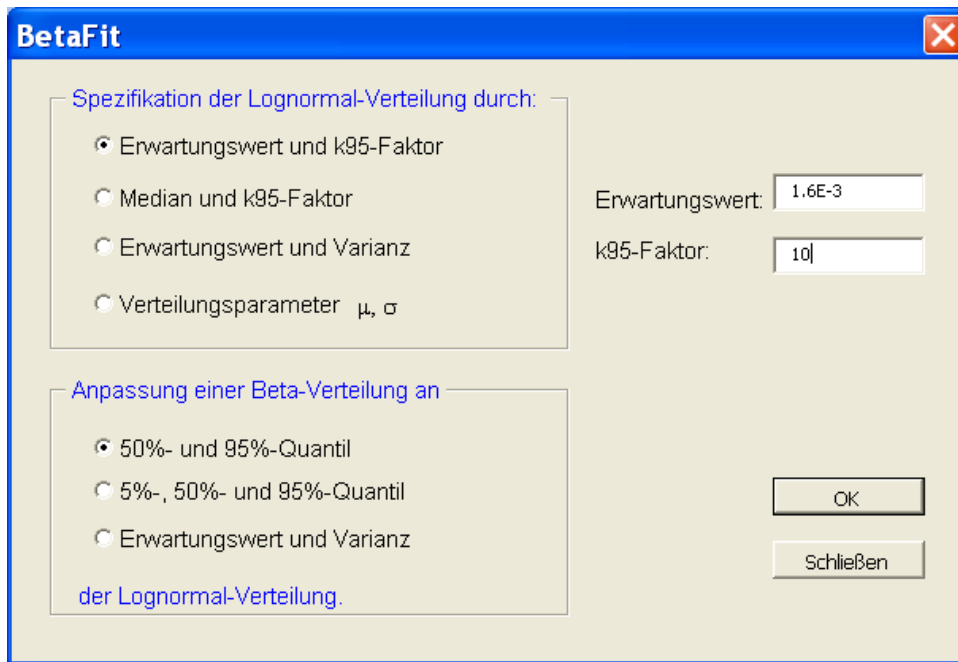 BetaFit
Spezifikation der Lognormal-Verteilung durch:
Erwartungswert und k95-Faktor
Median und k95-Faktor
Erwartungswert und Varianz
Verteilungsparameter μ, σ
Erwartungswert: 1.6E-3
k95-Faktor: 10
Anpassung einer Beta-Verteilung an
50%- und 95%-Quantil
5%-, 50%- und 95%-Quantil
Erwartungswert und Varianz
der Lognormal-Verteilung.
OK
Schließen